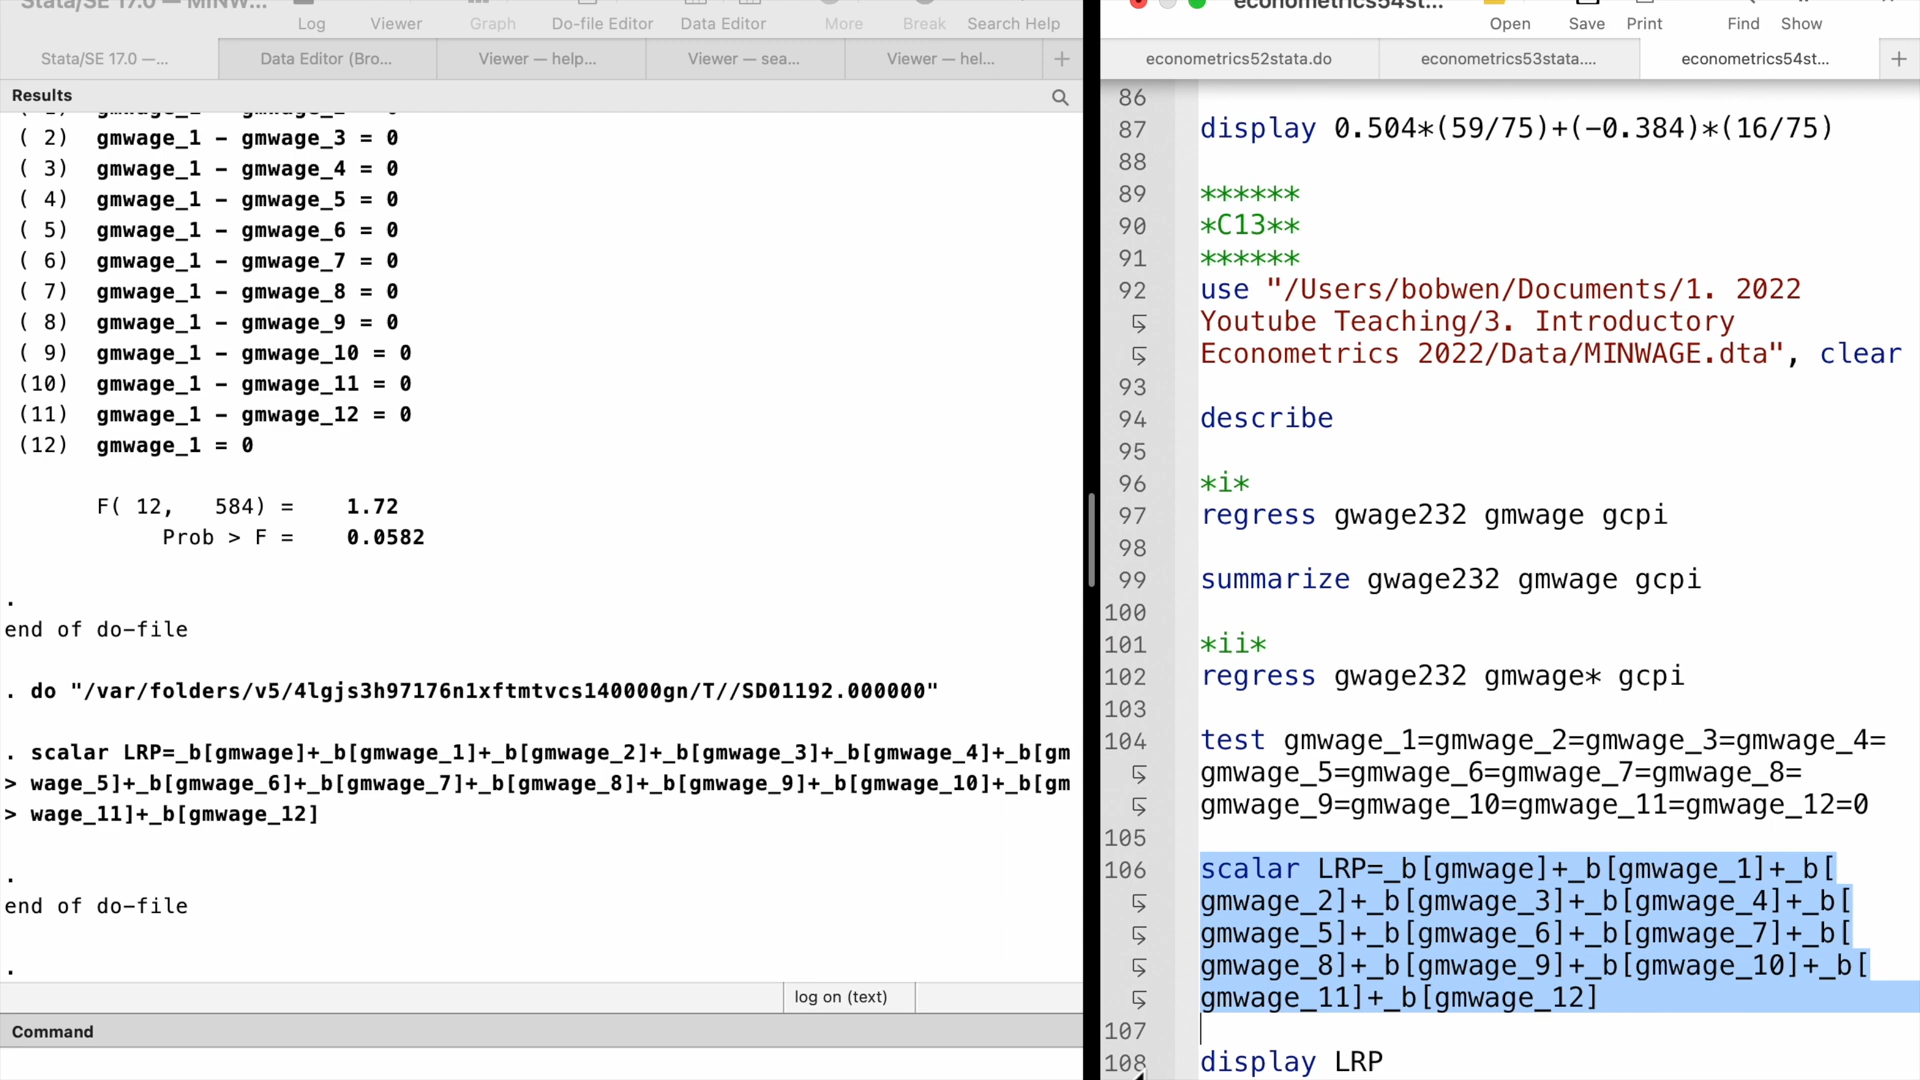 Stata/SE 17.0 — MINW...
Log
Viewer
Graph
Do-file Editor
Data Editor
More
Break
Search Help
Stata/SE 17.0 —...
Data Editor (Bro...
Viewer — help...
Viewer — sea...
Viewer — hel...
Results
( 2)  gmwage_1 - gmwage_3 = 0
( 3)  gmwage_1 - gmwage_4 = 0
( 4)  gmwage_1 - gmwage_5 = 0
( 5)  gmwage_1 - gmwage_6 = 0
( 6)  gmwage_1 - gmwage_7 = 0
( 7)  gmwage_1 - gmwage_8 = 0
( 8)  gmwage_1 - gmwage_9 = 0
( 9)  gmwage_1 - gmwage_10 = 0
(10)  gmwage_1 - gmwage_11 = 0
(11)  gmwage_1 - gmwage_12 = 0
(12)  gmwage_1 = 0
F( 12,   584) =    1.72
Prob > F =    0.0582
.
end of do-file
. do "/var/folders/v5/4lgjs3h97176n1xftmtvcs140000gn/T//SD01192.000000"
. scalar LRP=_b[gmwage]+_b[gmwage_1]+_b[gmwage_2]+_b[gmwage_3]+_b[gmwage_4]+_b[gm
> wage_5]+_b[gmwage_6]+_b[gmwage_7]+_b[gmwage_8]+_b[gmwage_9]+_b[gmwage_10]+_b[gm
> wage_11]+_b[gmwage_12]
.
end of do-file
.
log on (text)
Command
econometrics54st...
Open
Save
Print
Find
Show
econometrics52stata.do
econometrics53stata....
econometrics54st...
86
87 display 0.504*(59/75)+(-0.384)*(16/75)
88
89 ******
90 *C13**
91 ******
92 use "/Users/bobwen/Documents/1. 2022
Youtube Teaching/3. Introductory
Econometrics 2022/Data/MINWAGE.dta", clear
93
94 describe
95
96 *i*
97 regress gwage232 gmwage gcpi
98
99 summarize gwage232 gmwage gcpi
100
101 *ii*
102 regress gwage232 gmwage* gcpi
103
104 test gmwage_1=gmwage_2=gmwage_3=gmwage_4=
gmwage_5=gmwage_6=gmwage_7=gmwage_8=
gmwage_9=gmwage_10=gmwage_11=gmwage_12=0
105
106 scalar LRP=_b[gmwage]+_b[gmwage_1]+_b[
gmwage_2]+_b[gmwage_3]+_b[gmwage_4]+_b[
gmwage_5]+_b[gmwage_6]+_b[gmwage_7]+_b[
gmwage_8]+_b[gmwage_9]+_b[gmwage_10]+_b[
gmwage_11]+_b[gmwage_12]
107
108 display LRP